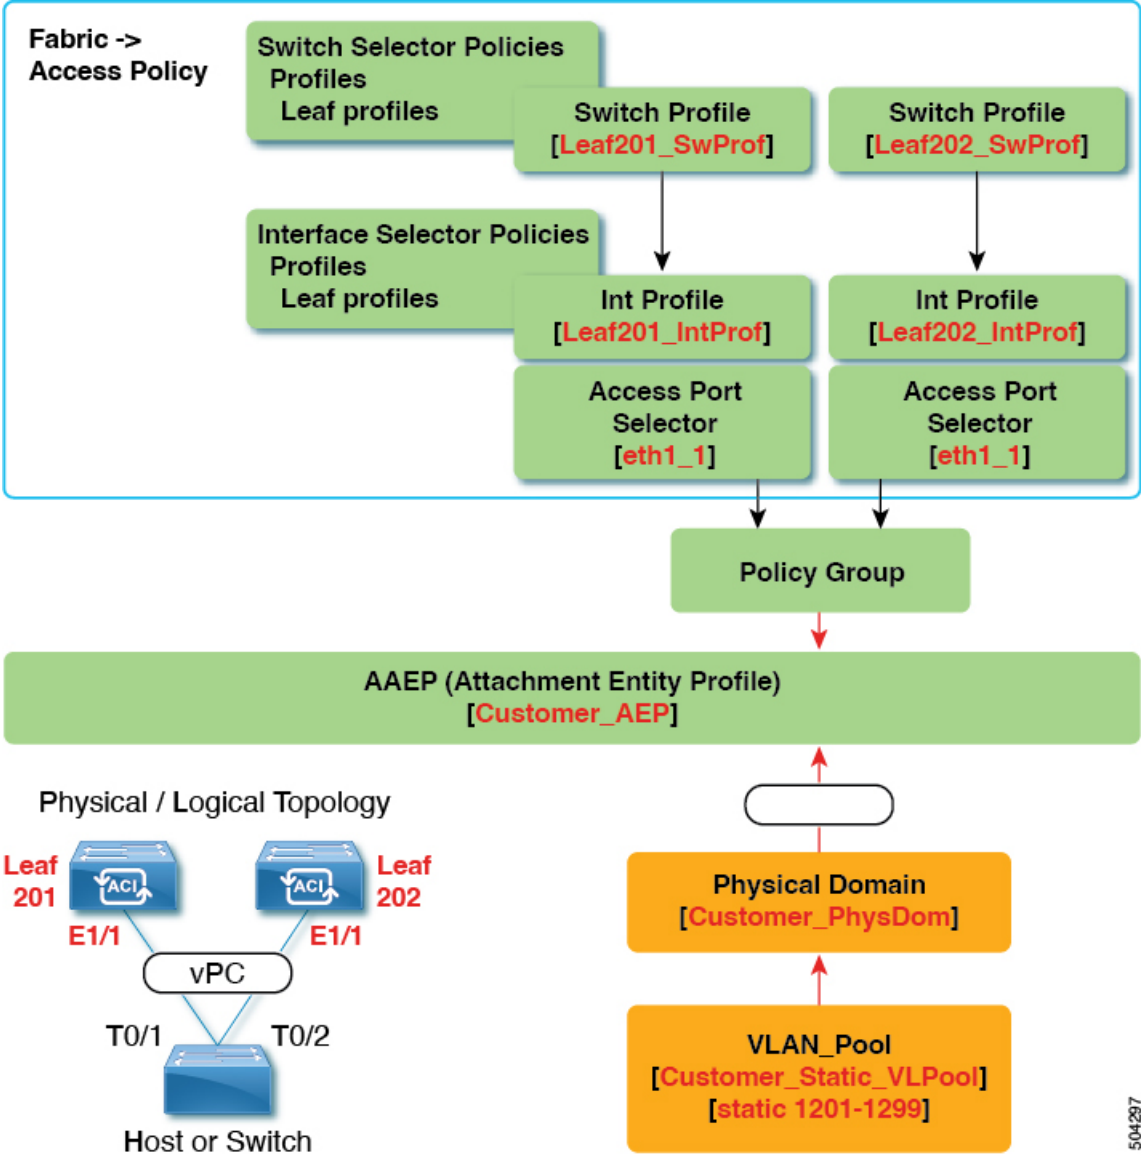 Fabric ->
Access Policy
Switch Selector Policies
Profiles
Leaf profiles
Switch Profile
[Leaf201_SwProf]
Switch Profile
[Leaf202_SwProf]
Interface Selector Policies
Profiles
Leaf profiles
Int Profile
[Leaf201_IntProf]
Int Profile
[Leaf202_IntProf]
Access Port
Selector
[eth1_1]
Access Port
Selector
[eth1_1]
Policy Group
AAEP (Attachment Entity Profile)
[Customer_AEP]
Physical / Logical Topology
Leaf
201
ACI
ACI
Leaf
202
E1/1
E1/1
vPC
T0/1
T0/2
Host or Switch
Physical Domain
[Customer_PhysDom]
VLAN_Pool
[Customer_Static_VLPool]
[static 1201-1299]
504297